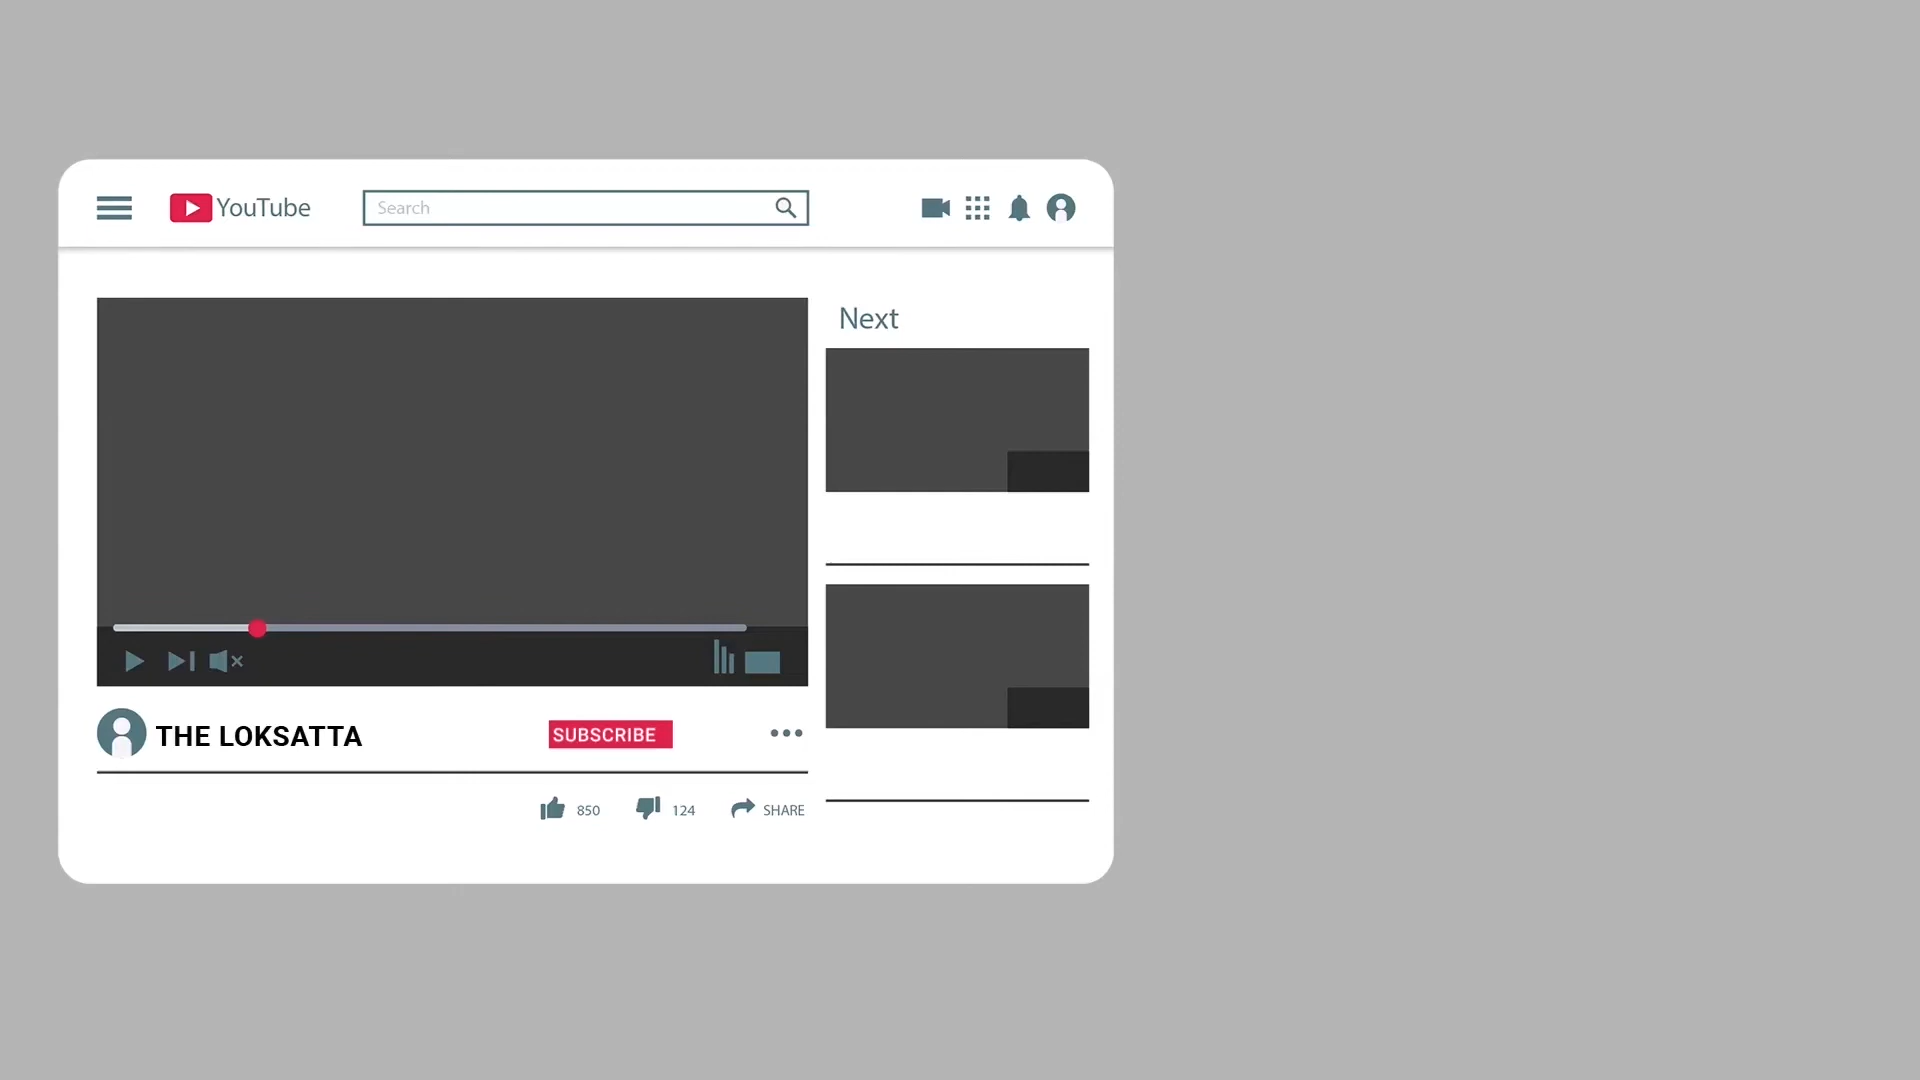 YouTube
Search
Next
THE LOKSATTA
SUBSCRIBE
850
124
SHARE